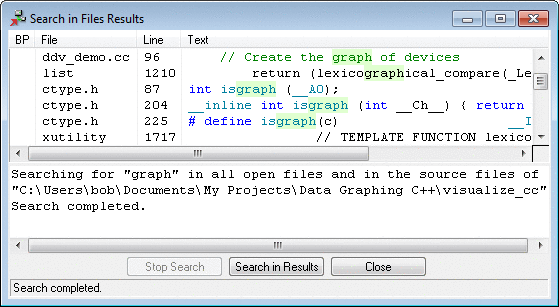 Search in Files Results
BP File Line Text
ddv_demo.cc 96 // Create the graph of devices
list 1210 return (lexicographical_compare(_Le
ctype.h 87 int isgraph (__A0);
ctype.h 204 __inline int isgraph (int __Ch__) { return
ctype.h 225 # define isgraph(c) __I
xutility 1717 // TEMPLATE FUNCTION lexico
Searching for "graph" in all open files and in the source files of
"C:\Users\bob\Documents\My Projects\Data Graphing C++\visualize_cc"
Search completed.
Stop Search Search in Results Close
Search completed.